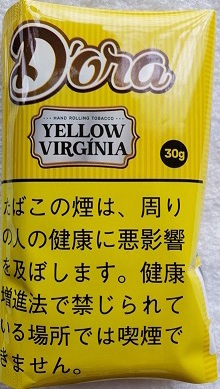 D'ora
HAND ROLLING TOBACCO
YELLOW
VIRGÍNIA
30g
たばこの煙は、周り
の人の健康に悪影響
を及ぼします。健康
増進法で禁じられて
いる場所では喫煙で
きません。